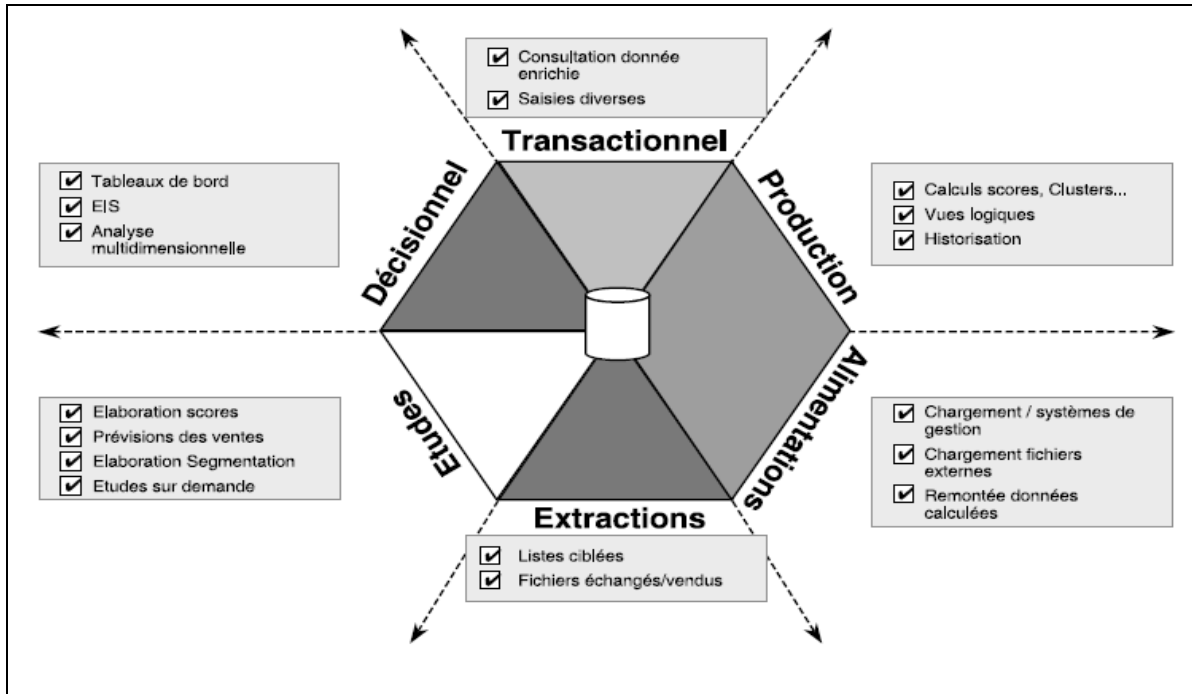 Consultation donnée
enrichie
Saisies diverses
Transactionnel
Tableaux de bord
EIS
Analyse
multidimensionnelle
Décisionnel
Production
Calculs scores, Clusters...
Vues logiques
Historisation
Elaboration scores
Prévisions des ventes
Elaboration Segmentation
Etudes sur demande
Etudes
Alimentations
Chargement / systèmes de
gestion
Chargement fichiers
externes
Remontée données
calculées
Extractions
Listes ciblées
Fichiers échangés/vendus